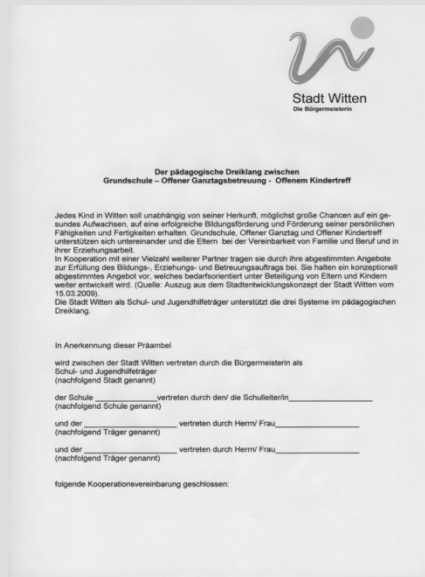 Stadt Witten
Die Bürgermeisterin
Der pädagogische Dreiklang zwischen
Grundschule – Offener Ganztagsbetreuung - Offenem Kindertreff
Jedes Kind in Witten soll unabhängig von seiner Herkunft, möglichst große Chancen auf ein ge-
sundes Aufwachsen, auf eine erfolgreiche Bildungsförderung und Förderung seiner persönlichen
Fähigkeiten und Fertigkeiten erhalten. Grundschule, Offener Ganztag und Offener Kindertreff
unterstützen sich untereinander und die Eltern bei der Vereinbarkeit von Familie und Beruf und in
ihrer Erziehungsarbeit.
In Kooperation mit einer Vielzahl weiterer Partner tragen sie durch ihre abgestimmten Angebote
zur Erfüllung des Bildungs-, Erziehungs- und Betreuungsauftrags bei. Sie halten ein konzeptionell
abgestimmtes Angebot vor, welches bedarfsorientiert unter Beteiligung von Eltern und Kindern
weiter entwickelt wird. (Quelle: Auszug aus dem Stadtentwicklungskonzept der Stadt Witten vom
15.03.2009).
Die Stadt Witten als Schul- und Jugendhilfeträger unterstützt die drei Systeme im pädagogischen
Dreiklang.
In Anerkennung dieser Präambel
wird zwischen der Stadt Witten vertreten durch die Bürgermeisterin als
Schul- und Jugendhilfeträger
(nachfolgend Stadt genannt)
der Schule ________________vertreten durch den/ die Schulleiter/in_____________________
(nachfolgend Schule genannt)
und der ________________________ vertreten durch Herrn/ Frau________________________
(nachfolgend Träger genannt)
und der ________________________ vertreten durch Herrn/ Frau________________________
(nachfolgend Träger genannt)
folgende Kooperationsvereinbarung geschlossen: